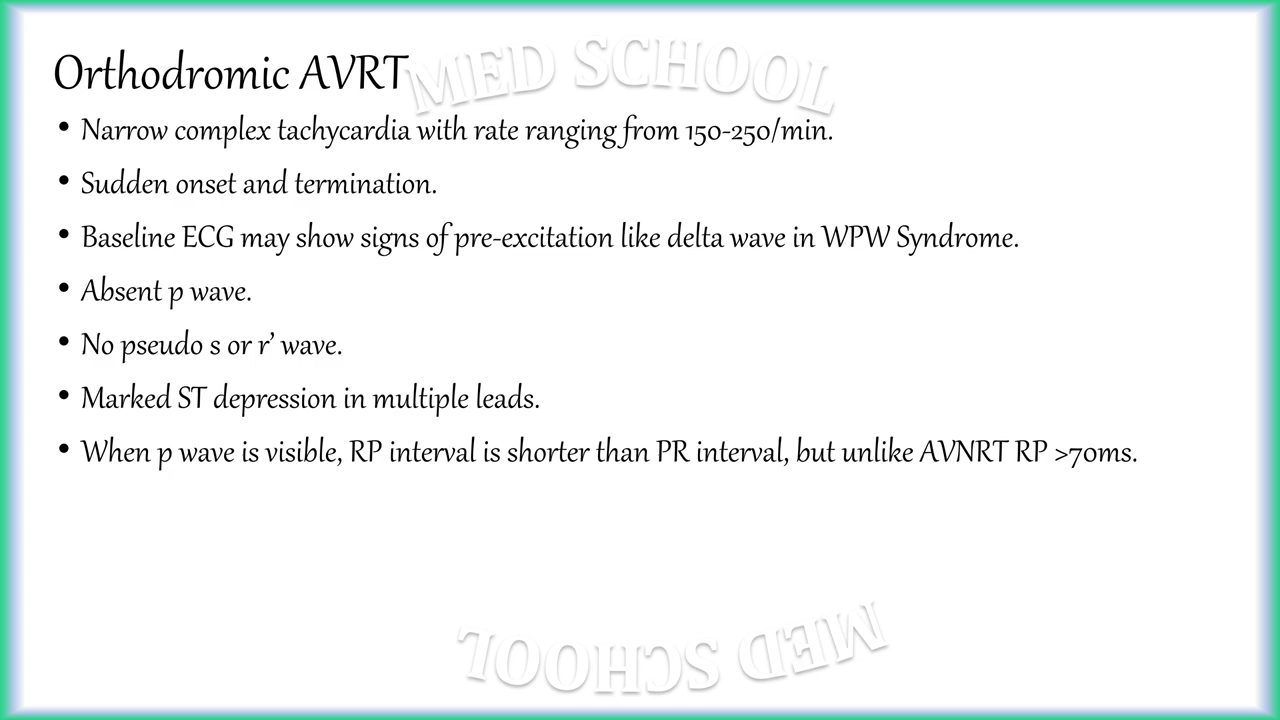 Orthodromic AVRT
MED SCHOOL
• Narrow complex tachycardia with rate ranging from 150-250/min.
• Sudden onset and termination.
• Baseline ECG may show signs of pre-excitation like delta wave in WPW Syndrome.
• Absent p wave.
• No pseudo s or r’ wave.
• Marked ST depression in multiple leads.
• When p wave is visible, RP interval is shorter than PR interval, but unlike AVNRT RP >70ms.
MED SCHOOL